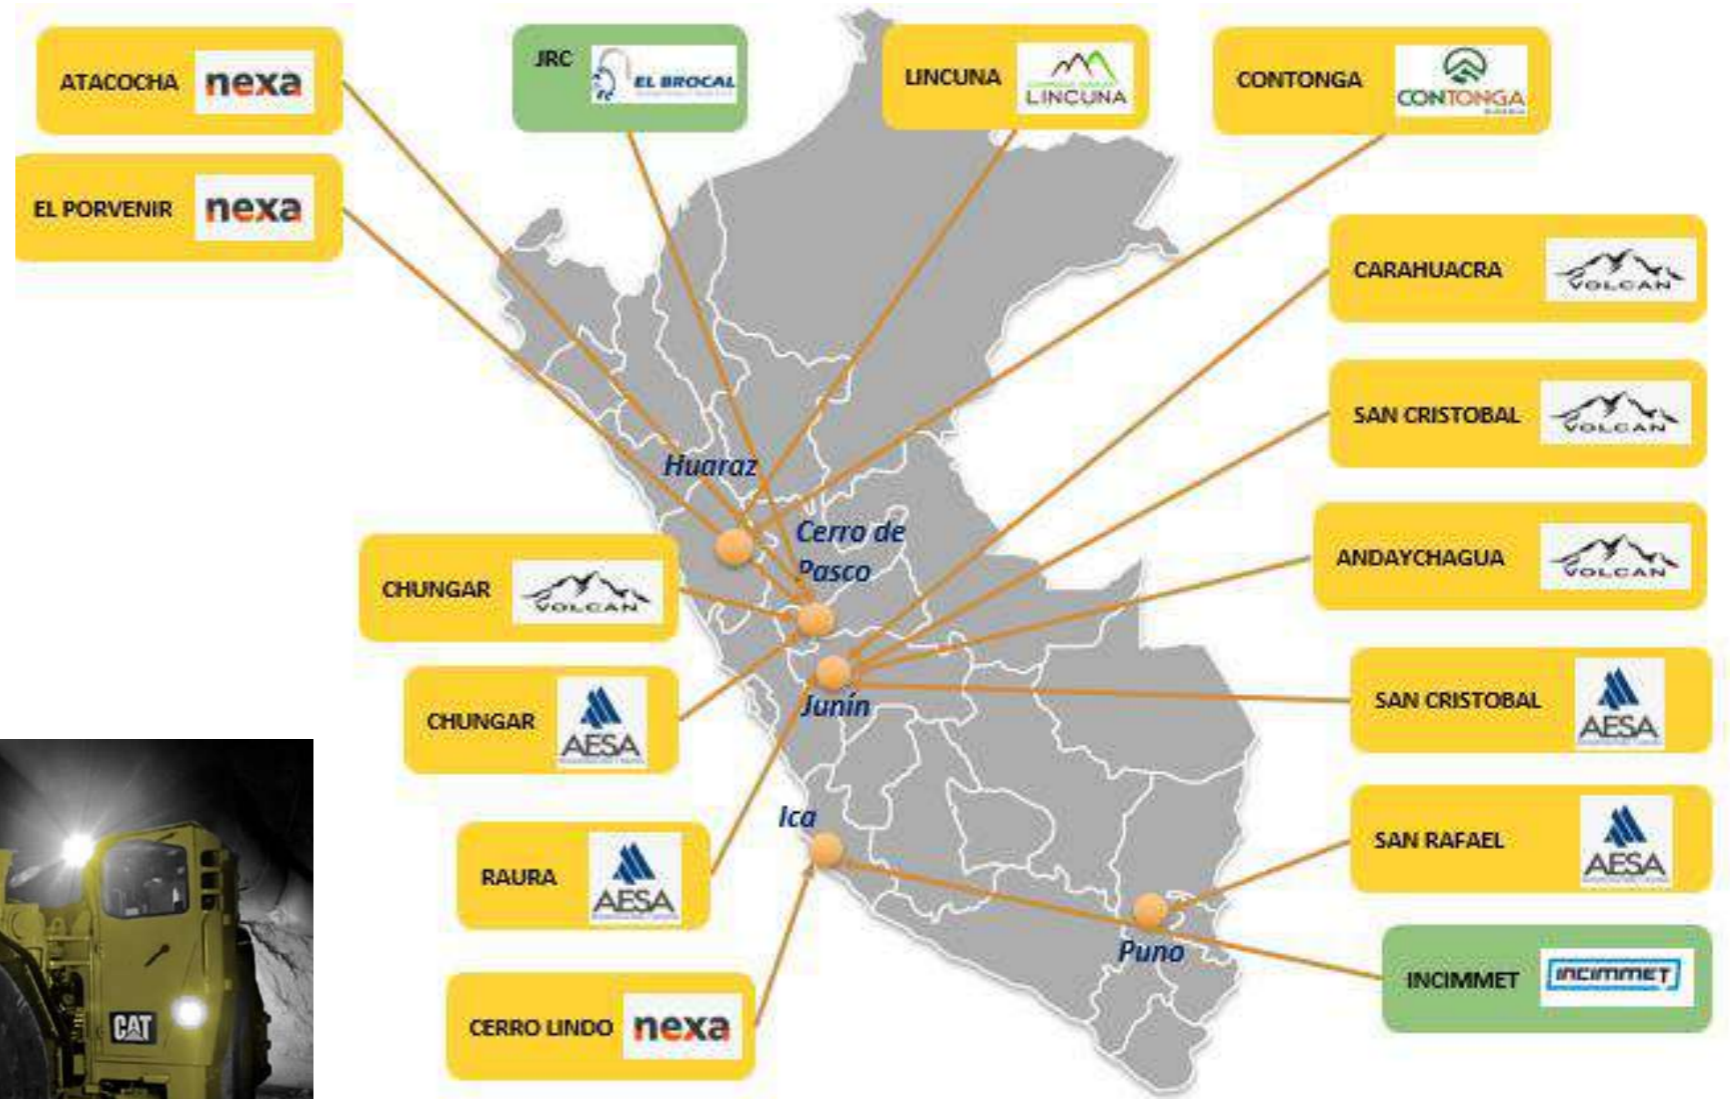 ATACOCHA nexa
JRC EL BROCAL
LINCUNA LINCUNA
CONTONGA CONTONGA
EL PORVENIR nexa
CARAHUACRA VOLCAN
SAN CRISTOBAL VOLCAN
Huaraz
Cerro de
Pasco
ANDAYCHAGUA VOLCAN
CHUNGAR VOLCAN
CHUNGAR AESA
Junín
SAN CRISTOBAL AESA
Ica
RAURA AESA
SAN RAFAEL AESA
Puno
INCIMMET INCIMMET
CERRO LINDO nexa
CAT